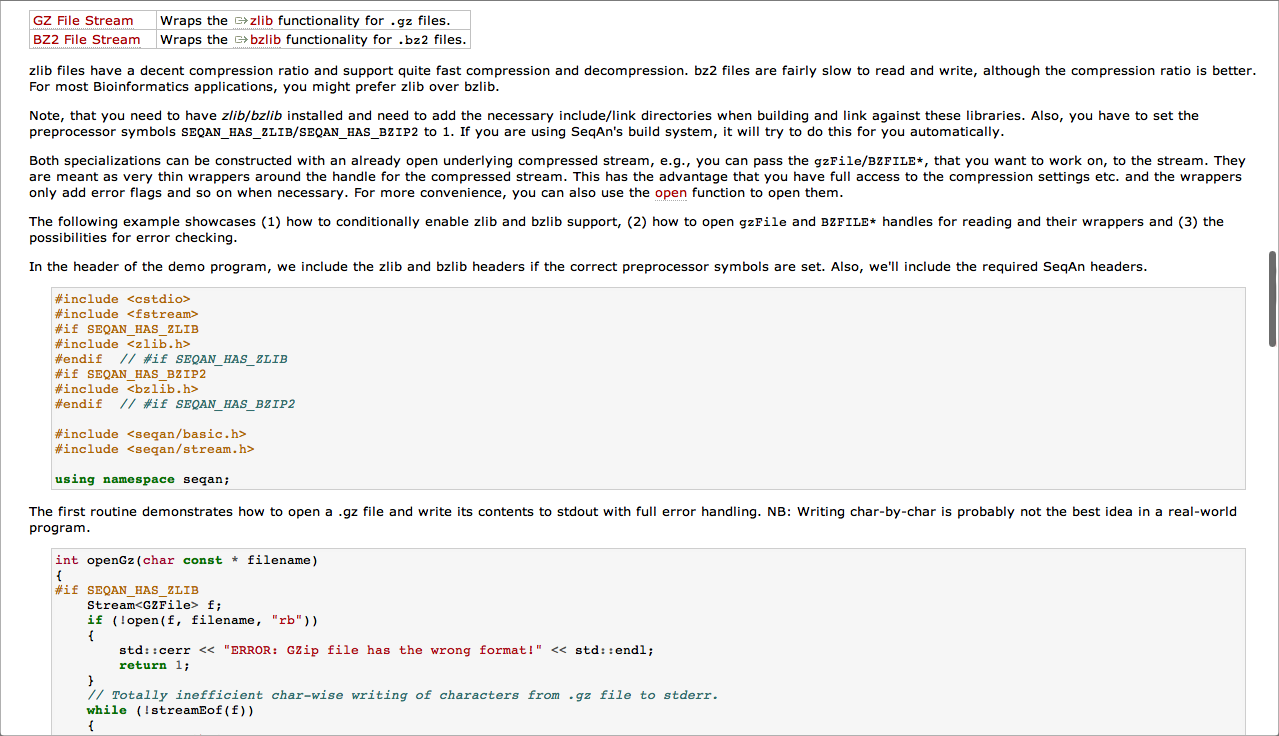 GZ File Stream Wraps the zlib functionality for .gz files.
BZ2 File Stream Wraps the bzlib functionality for .bz2 files.
zlib files have a decent compression ratio and support quite fast compression and decompression. bz2 files are fairly slow to read and write, although the compression ratio is better.
For most Bioinformatics applications, you might prefer zlib over bzlib.
Note, that you need to have zlib/bzlib installed and need to add the necessary include/link directories when building and link against these libraries. Also, you have to set the
preprocessor symbols SEQAN_HAS_ZLIB/SEQAN_HAS_BZIP2 to 1. If you are using SeqAn's build system, it will try to do this for you automatically.
Both specializations can be constructed with an already open underlying compressed stream, e.g., you can pass the gzFile/BZFILE*, that you want to work on, to the stream. They
are meant as very thin wrappers around the handle for the compressed stream. This has the advantage that you have full access to the compression settings etc. and the wrappers
only add error flags and so on when necessary. For more convenience, you can also use the open function to open them.
The following example showcases (1) how to conditionally enable zlib and bzlib support, (2) how to open gzFile and BZFILE* handles for reading and their wrappers and (3) the
possibilities for error checking.
In the header of the demo program, we include the zlib and bzlib headers if the correct preprocessor symbols are set. Also, we'll include the required SeqAn headers.
#include <cstdio>
#include <fstream>
#if SEQAN_HAS_ZLIB
#include <zlib.h>
#endif  // #if SEQAN_HAS_ZLIB
#if SEQAN_HAS_BZIP2
#include <bzlib.h>
#endif  // #if SEQAN_HAS_BZIP2
#include <seqan/basic.h>
#include <seqan/stream.h>
using namespace seqan;
The first routine demonstrates how to open a .gz file and write its contents to stdout with full error handling. NB: Writing char-by-char is probably not the best idea in a real-world
program.
int openGz(char const * filename)
{
#if SEQAN_HAS_ZLIB
    Stream<GZFile> f;
    if (!open(f, filename, "rb"))
    {
        std::cerr << "ERROR: GZip file has the wrong format!" << std::endl;
        return 1;
    }
    // Totally inefficient char-wise writing of characters from .gz file to stderr.
    while (!streamEof(f))
    {